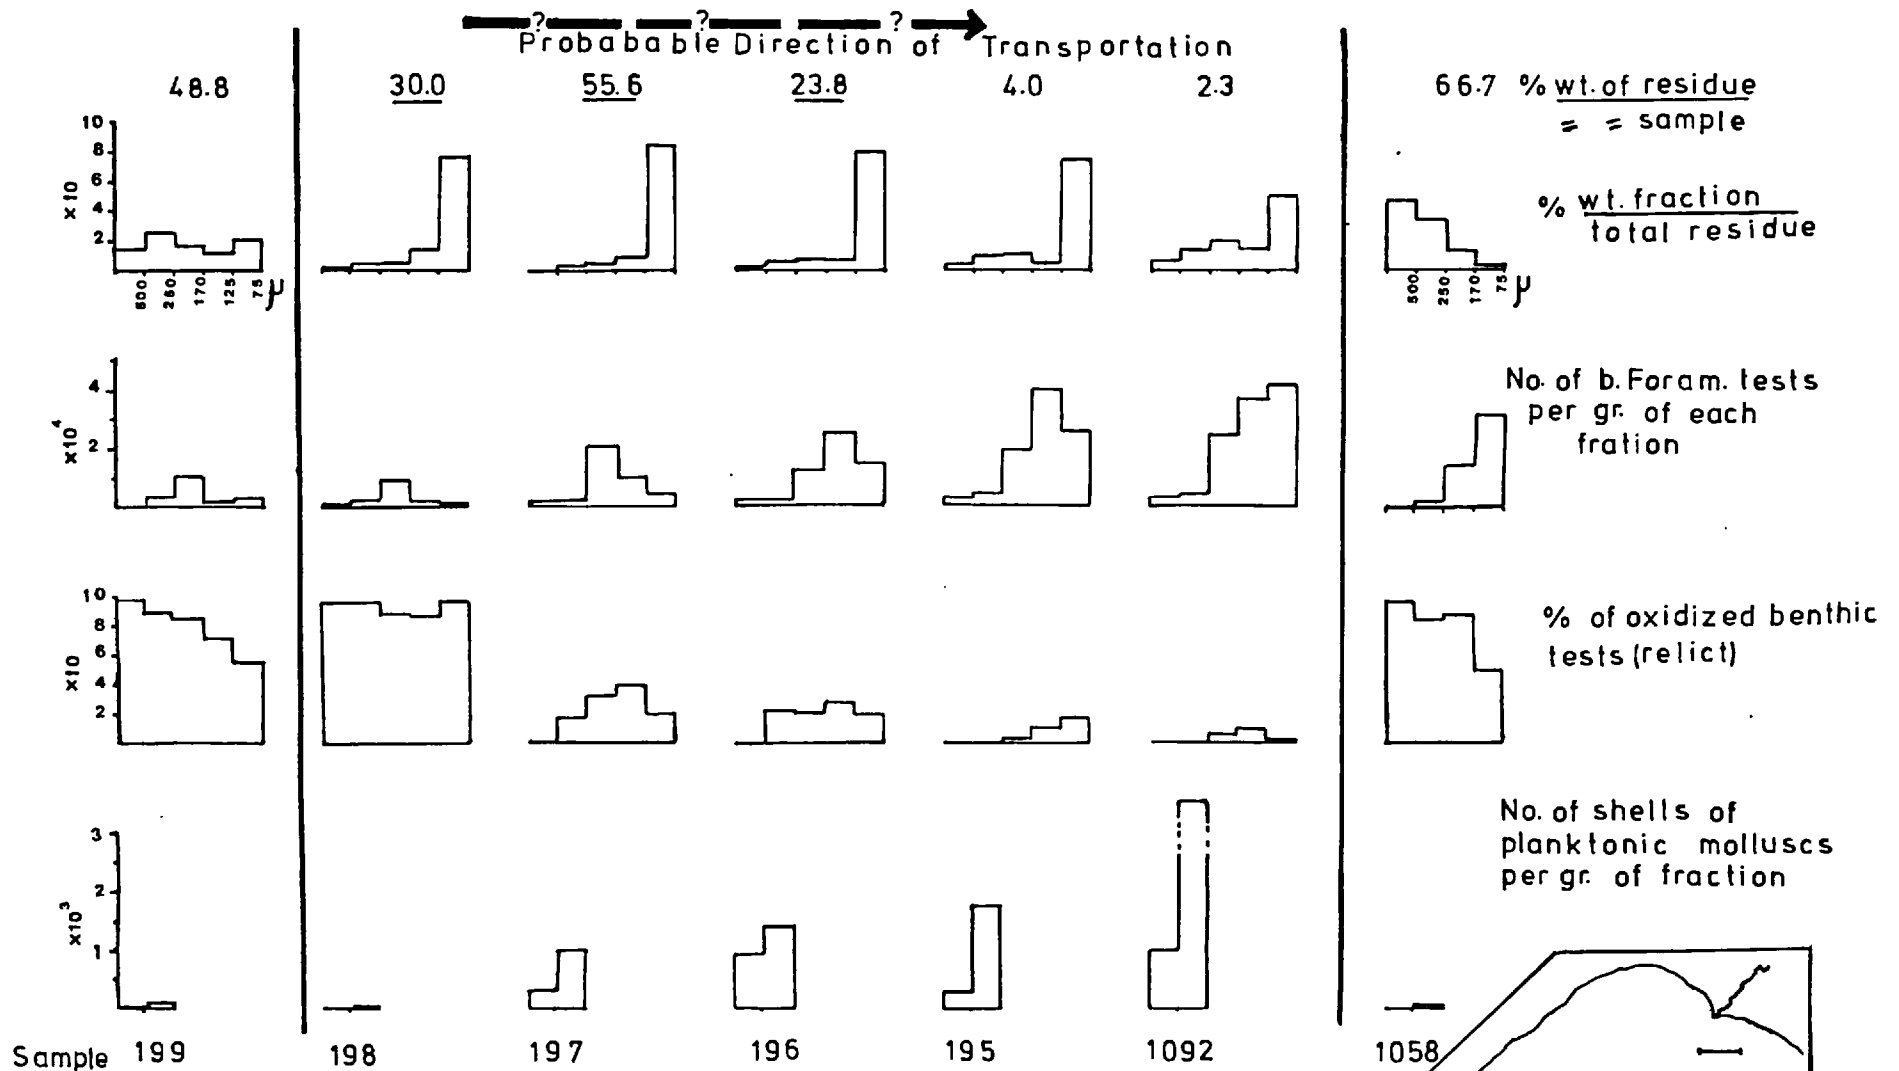 ? ? ?
Probabable Direction of Transportation
48.8 30.0 55.6 23.8 4.0 2.3 66.7 % wt. of residue
= = sample
10
8
6
4
2
x10
500 250 170 125 75 µ
500 250 170 75 µ
% wt. fraction
total residue
4
2
x10⁴
No. of b. Foram. tests
per gr. of each
fration
10
8
6
4
2
x10
% of oxidized benthic
tests (relict)
3
2
1
x10³
No. of shells of
planktonic molluscs
per gr. of fraction
Sample 199 198 197 196 195 1092 1058